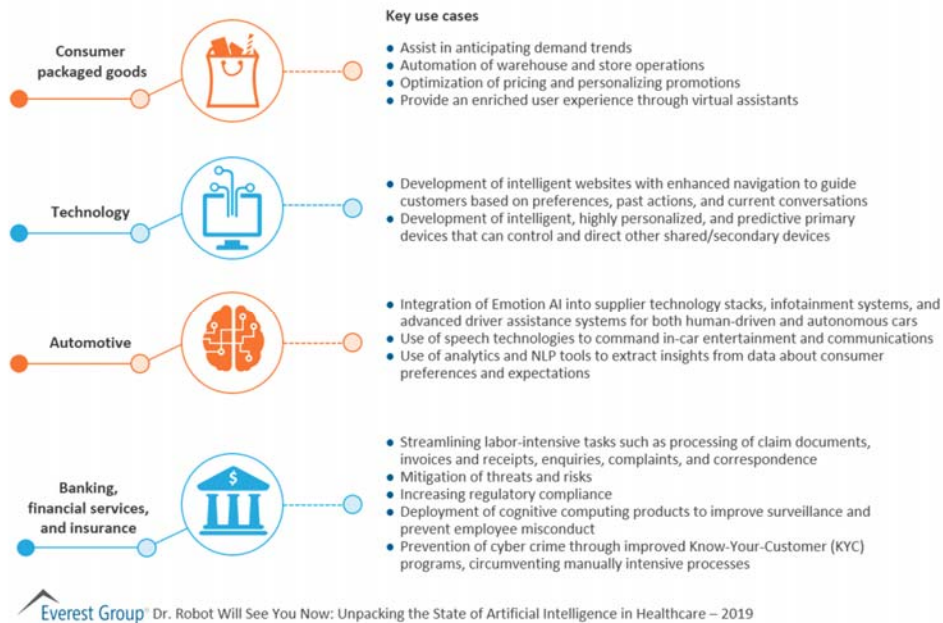 Key use cases
Consumer
packaged goods
• Assist in anticipating demand trends
• Automation of warehouse and store operations
• Optimization of pricing and personalizing promotions
• Provide an enriched user experience through virtual assistants
Technology
• Development of intelligent websites with enhanced navigation to guide
customers based on preferences, past actions, and current conversations
• Development of intelligent, highly personalized, and predictive primary
devices that can control and direct other shared/secondary devices
Automotive
• Integration of Emotion AI into supplier technology stacks, infotainment systems, and
advanced driver assistance systems for both human-driven and autonomous cars
• Use of speech technologies to command in-car entertainment and communications
• Use of analytics and NLP tools to extract insights from data about consumer
preferences and expectations
Banking,
financial services,
and insurance
$
• Streamlining labor-intensive tasks such as processing of claim documents,
invoices and receipts, enquiries, complaints, and correspondence
• Mitigation of threats and risks
• Increasing regulatory compliance
• Deployment of cognitive computing products to improve surveillance and
prevent employee misconduct
• Prevention of cyber crime through improved Know-Your-Customer (KYC)
programs, circumventing manually intensive processes
Everest Group® Dr. Robot Will See You Now: Unpacking the State of Artificial Intelligence in Healthcare – 2019